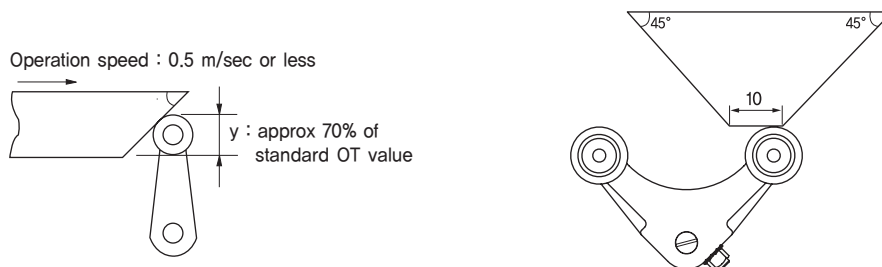 Operation speed : 0.5 m/sec or less
y : approx 70% of
standard OT value
45°
45°
10